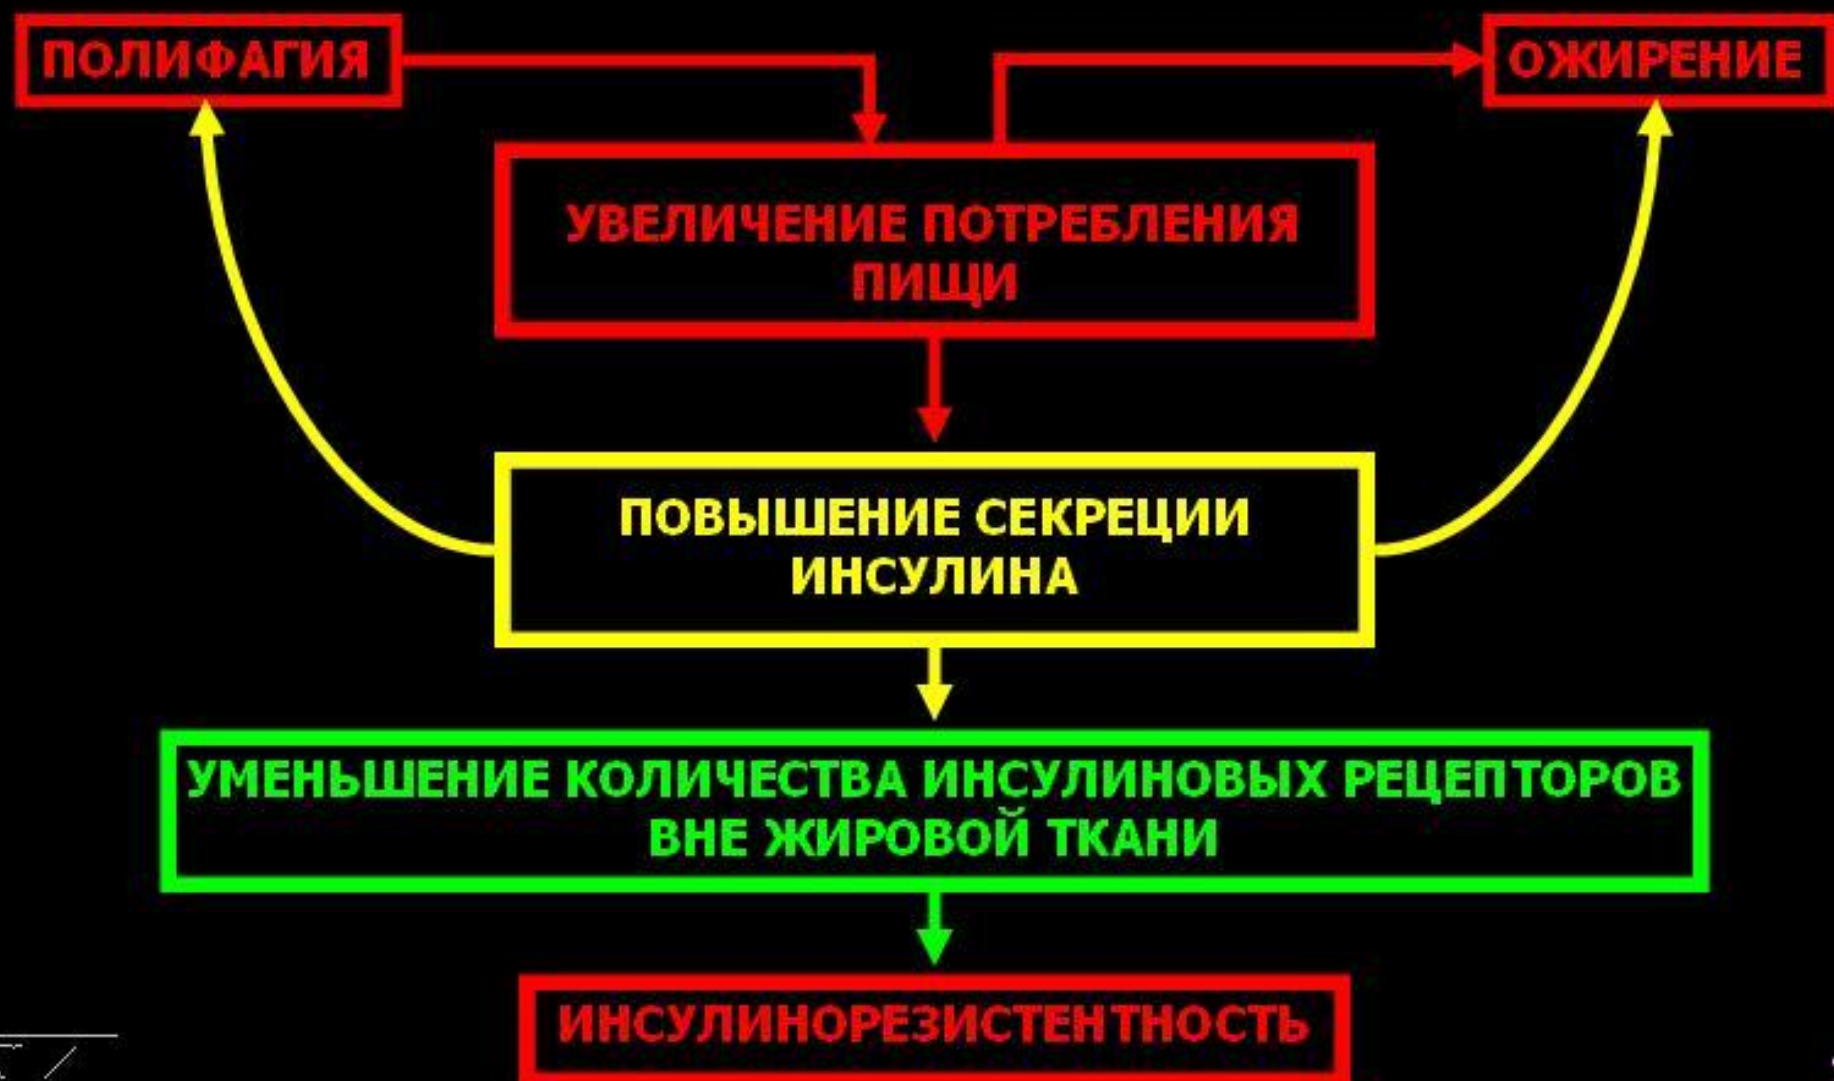 ПОЛИФАГИЯ
ОЖИРЕНИЕ
УВЕЛИЧЕНИЕ ПОТРЕБЛЕНИЯ
ПИЩИ
ПОВЫШЕНИЕ СЕКРЕЦИИ
ИНСУЛИНА
УМЕНЬШЕНИЕ КОЛИЧЕСТВА ИНСУЛИНОВЫХ РЕЦЕПТОРОВ
ВНЕ ЖИРОВОЙ ТКАНИ
ИНСУЛИНОРЕЗИСТЕНТНОСТЬ